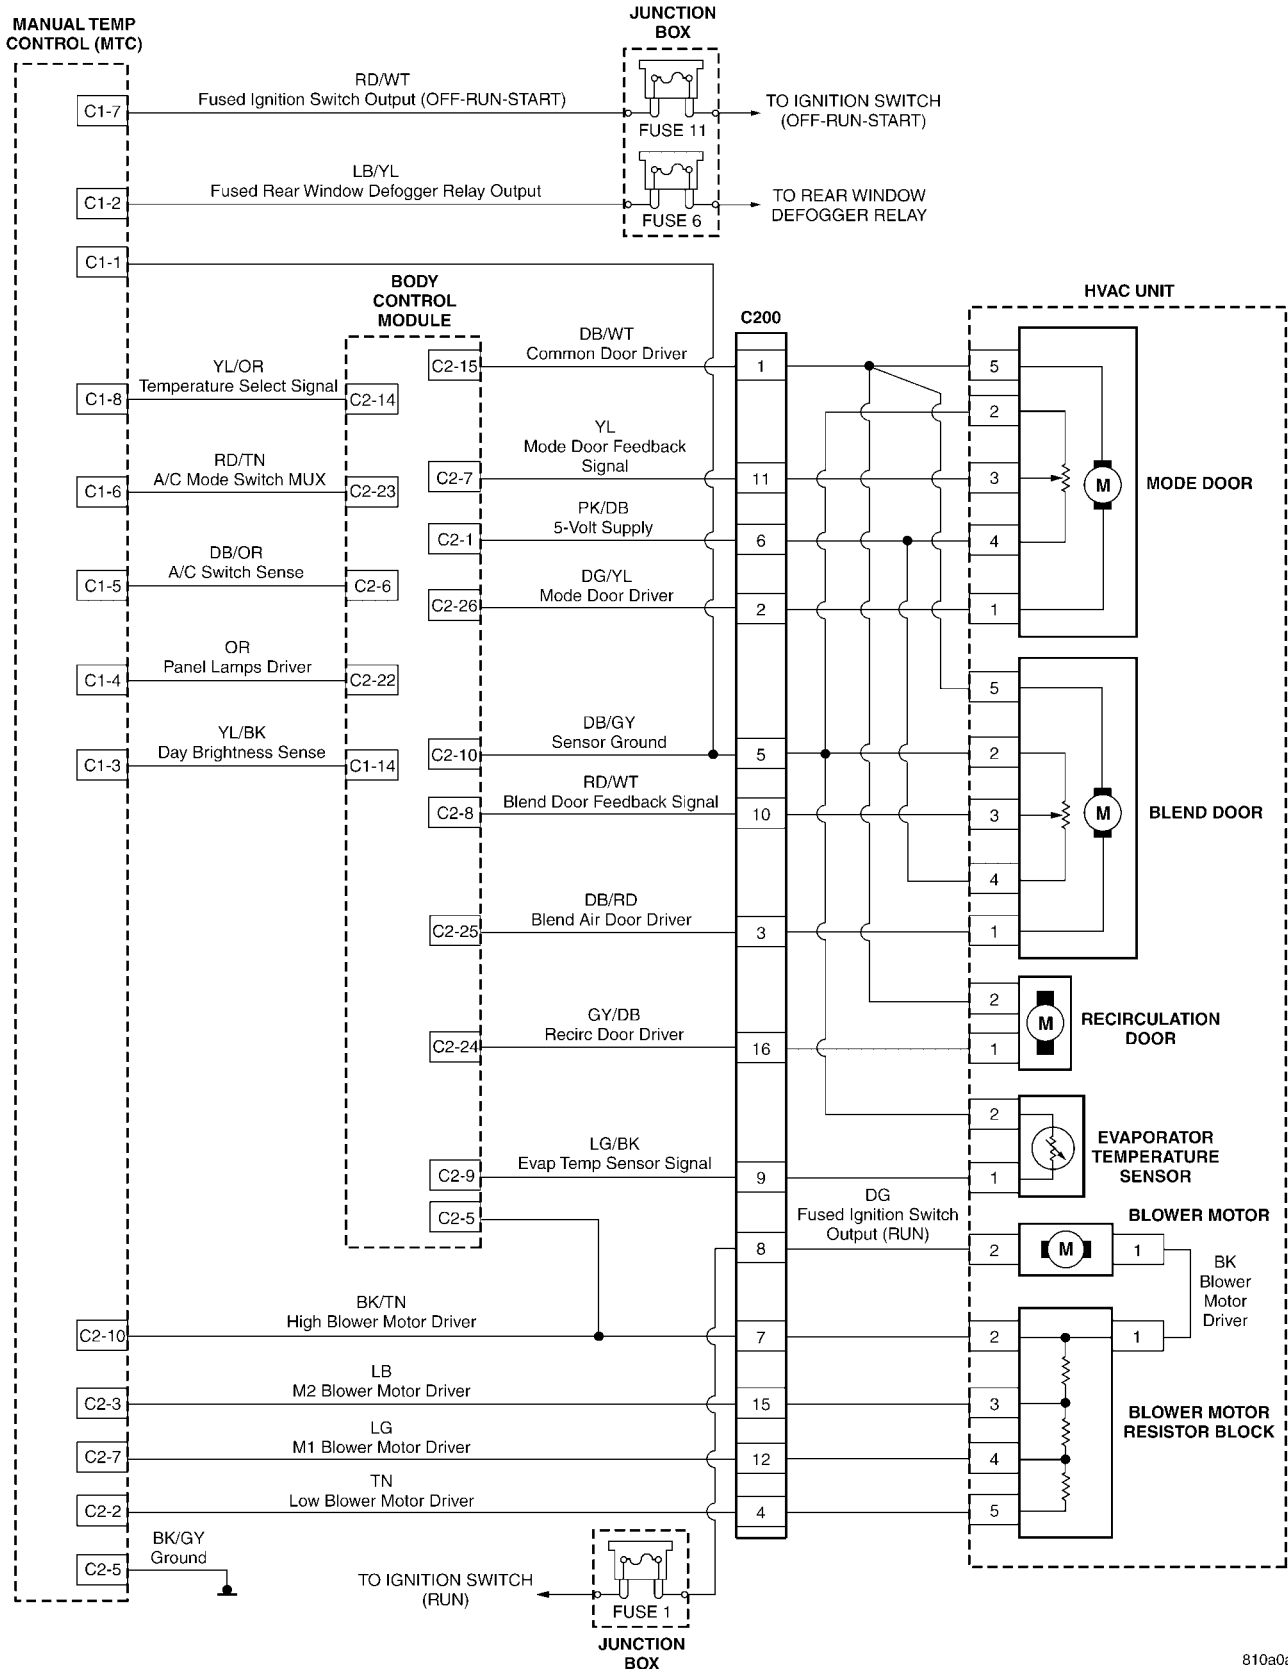 JUNCTION
BOX
MANUAL TEMP
CONTROL (MTC)
RD/WT
C1-7
Fused Ignition Switch Output (OFF-RUN-START)
FUSE 11
TO IGNITION SWITCH
(OFF-RUN-START)
LB/YL
C1-2
Fused Rear Window Defogger Relay Output
FUSE 6
TO REAR WINDOW
DEFOGGER RELAY
C1-1
BODY
CONTROL
MODULE
C200
HVAC UNIT
DB/WT
C2-15
Common Door Driver
1
5
YL/OR
C1-8
Temperature Select Signal
C2-14
2
YL
Mode Door Feedback
Signal
C2-7
11
3
M
MODE DOOR
RD/TN
C1-6
A/C Mode Switch MUX
C2-23
PK/DB
C2-1
5-Volt Supply
6
4
DB/OR
C1-5
A/C Switch Sense
C2-6
DG/YL
C2-26
Mode Door Driver
2
1
OR
C1-4
Panel Lamps Driver
C2-22
5
YL/BK
C1-3
Day Brightness Sense
C1-14
DB/GY
C2-10
Sensor Ground
5
2
RD/WT
C2-8
Blend Door Feedback Signal
10
3
M
BLEND DOOR
4
DB/RD
C2-25
Blend Air Door Driver
3
1
2
GY/DB
C2-24
Recirc Door Driver
16
1
M
RECIRCULATION
DOOR
2
LG/BK
C2-9
Evap Temp Sensor Signal
9
1
EVAPORATOR
TEMPERATURE
SENSOR
C2-5
DG
Fused Ignition Switch
Output (RUN)
8
2
M
1
BLOWER MOTOR
BK
Blower
Motor
Driver
BK/TN
C2-10
High Blower Motor Driver
7
2
1
LB
C2-3
M2 Blower Motor Driver
15
3
LG
C2-7
M1 Blower Motor Driver
12
4
BLOWER MOTOR
RESISTOR BLOCK
TN
C2-2
Low Blower Motor Driver
4
5
BK/GY
C2-5
Ground
TO IGNITION SWITCH
(RUN)
FUSE 1
JUNCTION
BOX